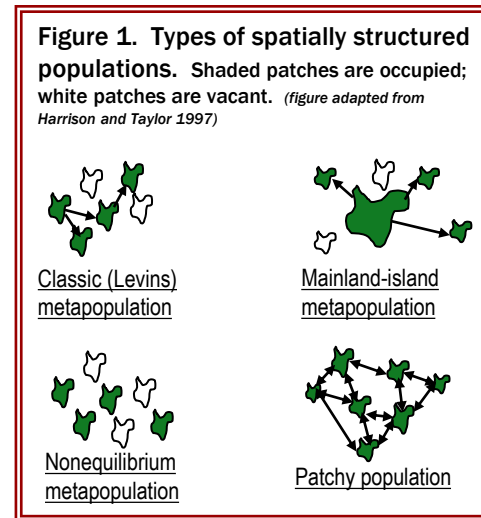 Figure 1. Types of spatially structured
populations. Shaded patches are occupied;
white patches are vacant. (figure adapted from
Harrison and Taylor 1997)
Classic (Levins)
metapopulation
Mainland-island
metapopulation
Nonequilibrium
metapopulation
Patchy population